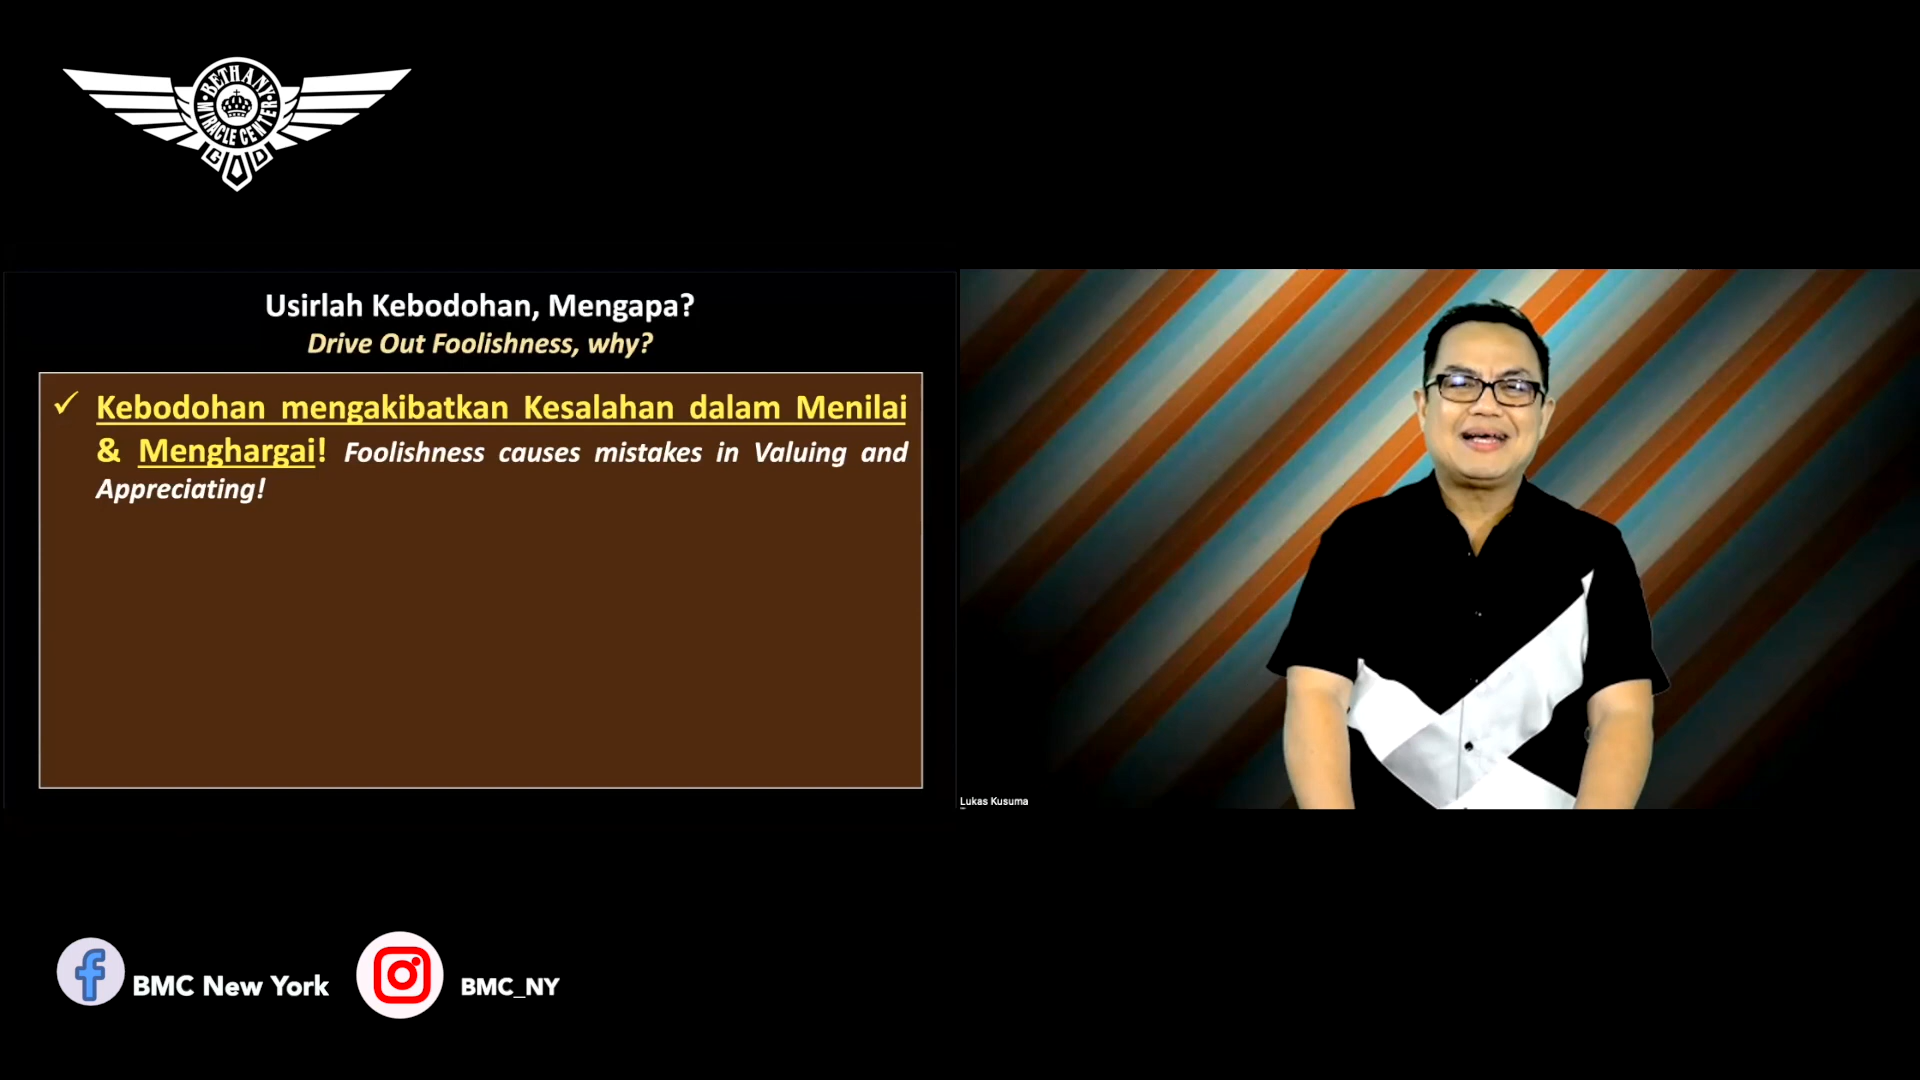 BETHANY
MIRACLE CENTER
GAD
Usirlah Kebodohan, Mengapa?
Drive Out Foolishness, why?
✓ Kebodohan mengakibatkan Kesalahan dalam Menilai
& Menghargai! Foolishness causes mistakes in Valuing and
Appreciating!
Lukas Kusuma
BMC New York
BMC_NY